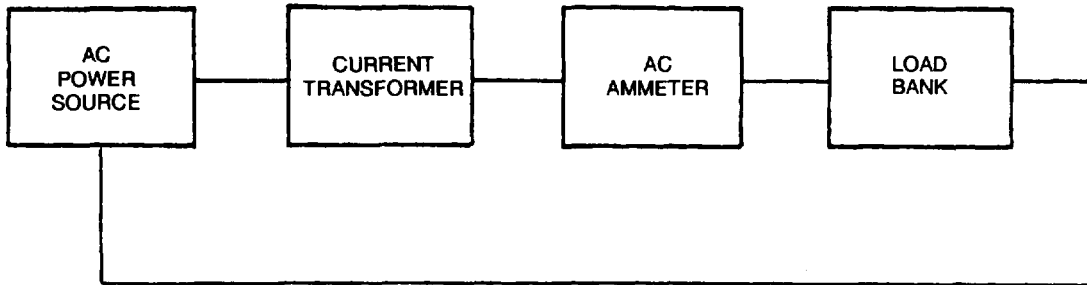 AC
POWER
SOURCE
CURRENT
TRANSFORMER
AC
AMMETER
LOAD
BANK